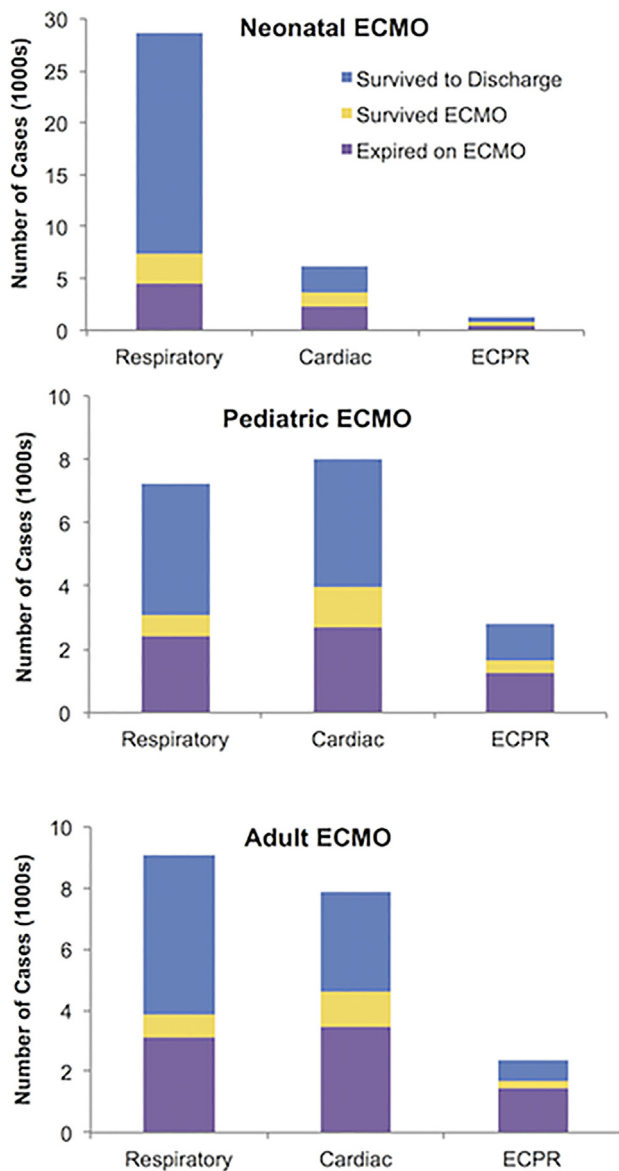 Neonatal ECMO
Number of Cases (1000s)
30
25
20
15
10
5
0
Survived to Discharge
Survived ECMO
Expired on ECMO
Respiratory Cardiac ECPR
Pediatric ECMO
Number of Cases (1000s)
10
8
6
4
2
0
Respiratory Cardiac ECPR
Adult ECMO
Number of Cases (1000s)
10
8
6
4
2
0
Respiratory Cardiac ECPR